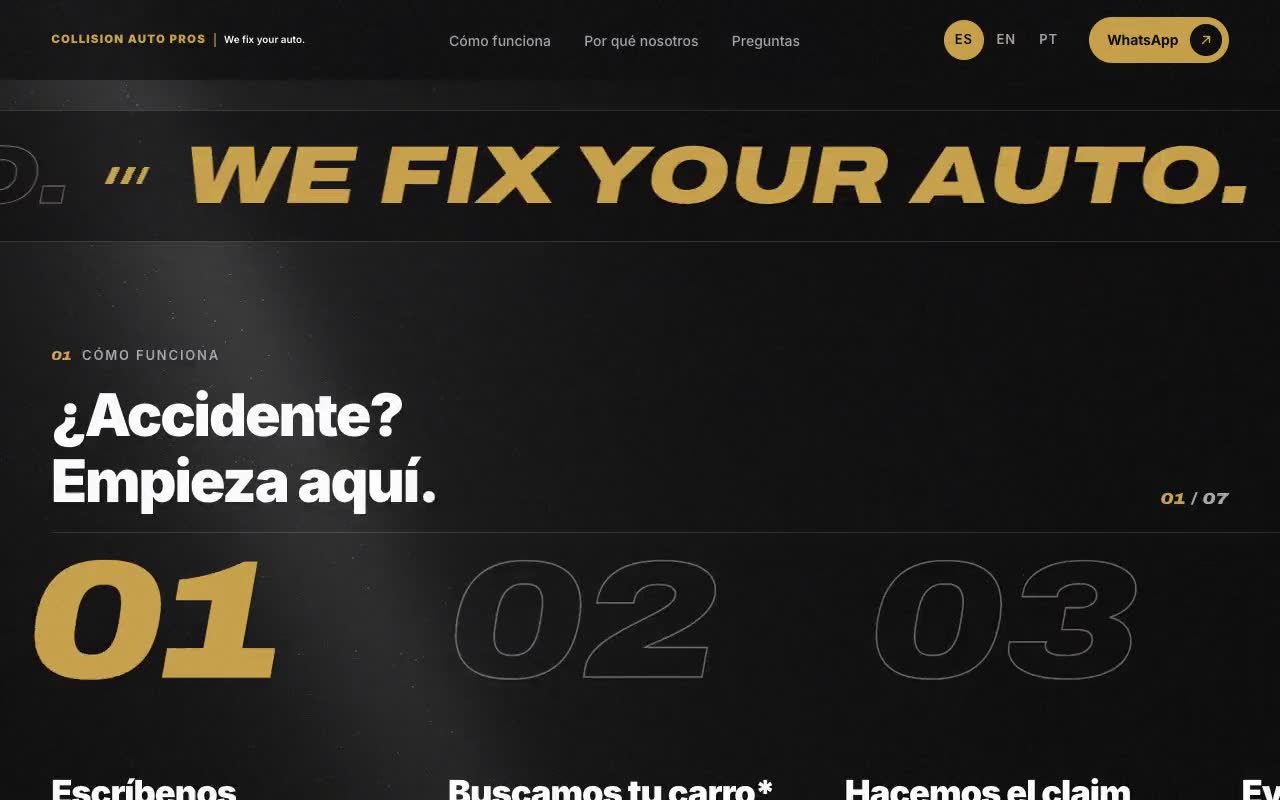 COLLISION AUTO PROS | We fix your auto.
Cómo funciona
Por qué nosotros
Preguntas
ES
EN
PT
WhatsApp
WE FIX YOUR AUTO.
01 CÓMO FUNCIONA
¿Accidente?
Empieza aquí.
01 / 07
01
02
03
Escríbenos
Buscamos tu carro*
Hacemos el claim